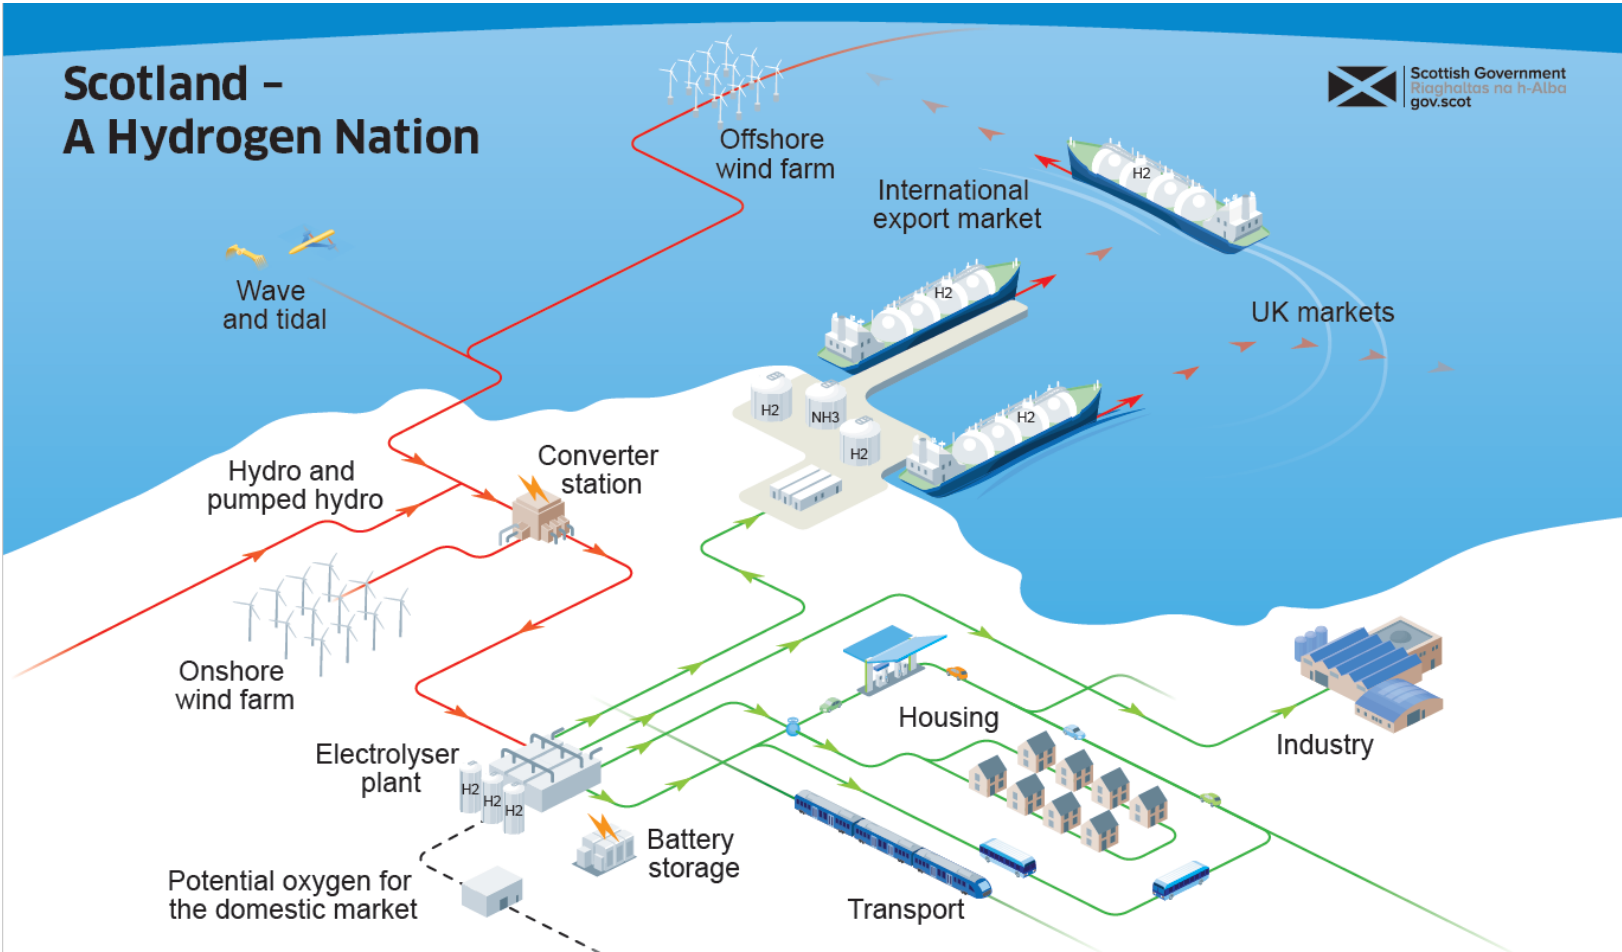 Scotland –
A Hydrogen Nation
Scottish Government
Riaghaltas na h-Alba
gov.scot
Offshore
wind farm
International
export market
H2
Wave
and tidal
H2
UK markets
H2
NH3
H2
H2
Hydro and
pumped hydro
Converter
station
Onshore
wind farm
Housing
Industry
Electrolyser
plant
H2
H2
H2
Battery
storage
Potential oxygen for
the domestic market
Transport